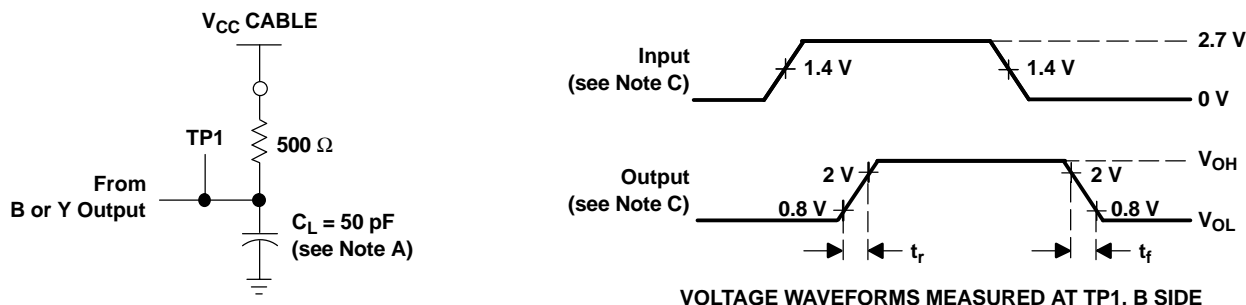 VCC CABLE
TP1
500 Ω
From
B or Y Output
CL = 50 pF
(see Note A)
Input
(see Note C)
1.4 V
1.4 V
2.7 V
0 V
Output
(see Note C)
2 V
2 V
VOH
0.8 V
0.8 V
VOL
tr
tf
VOLTAGE WAVEFORMS MEASURED AT TP1, B SIDE